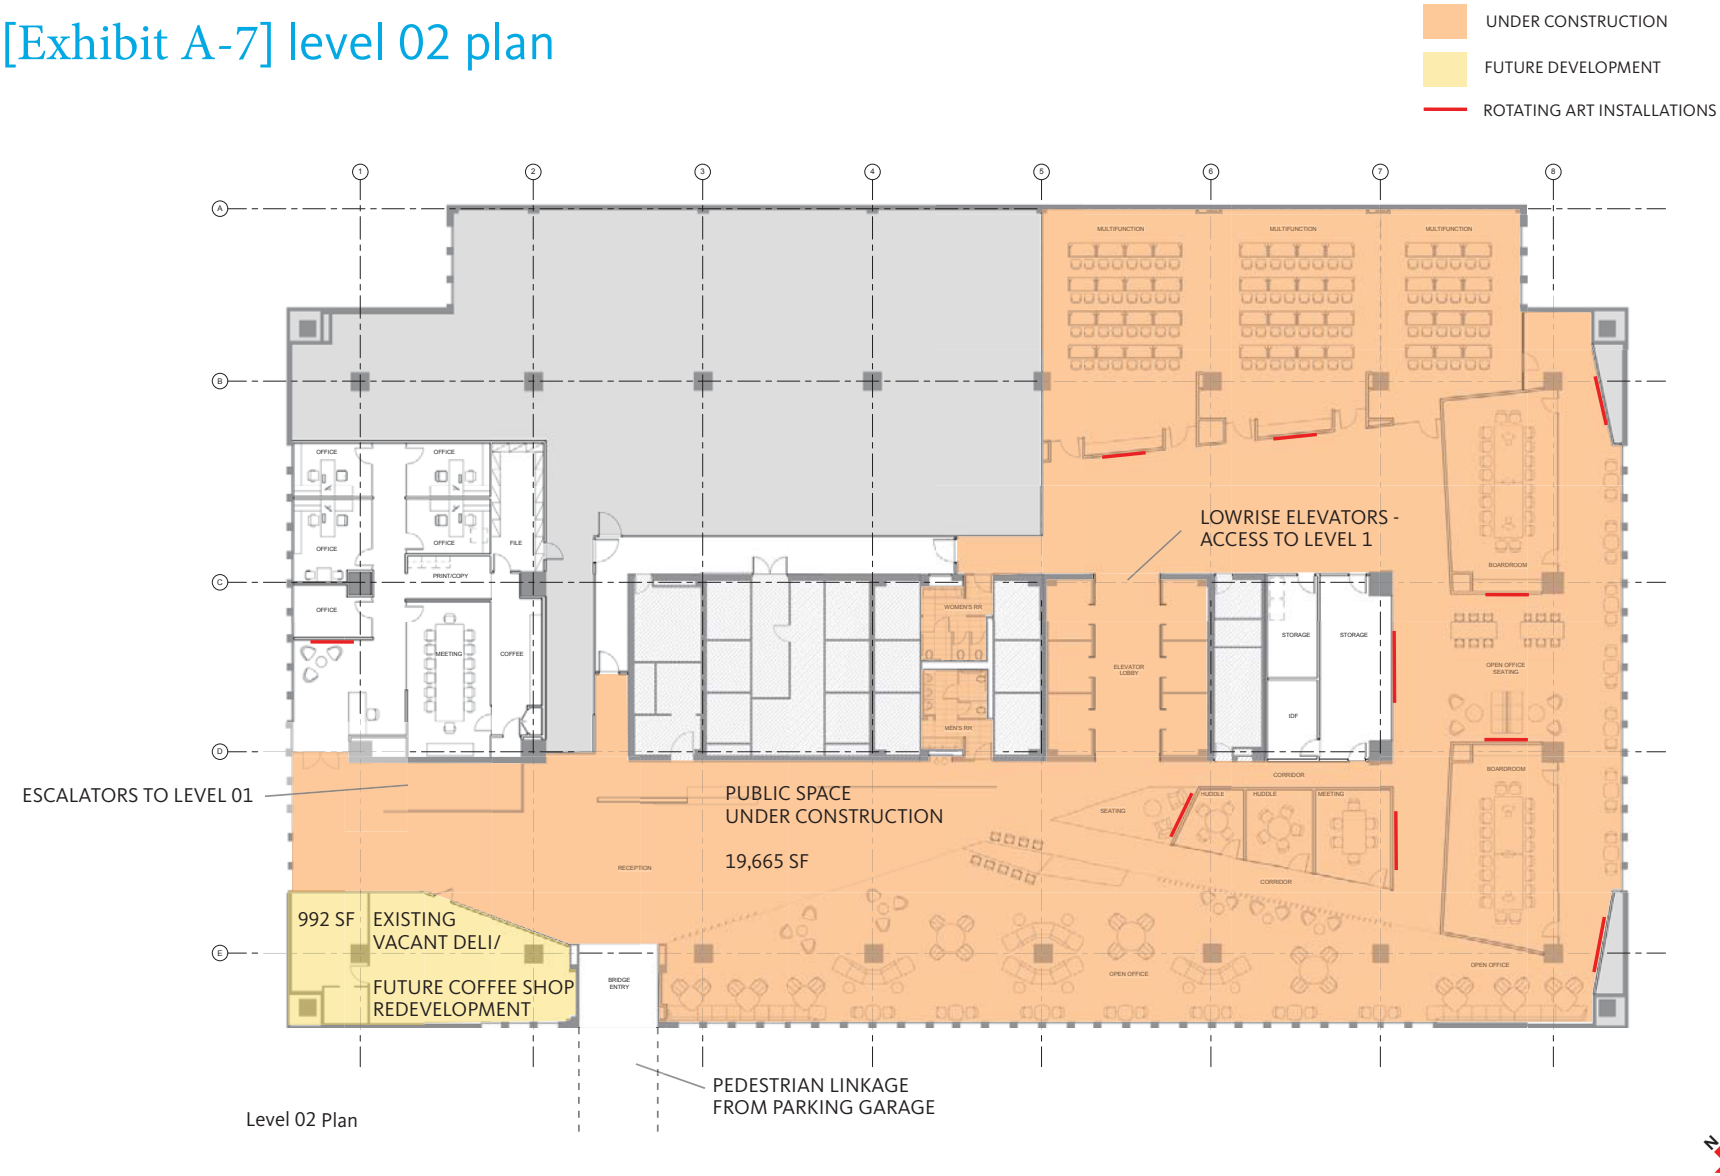 [Exhibit A-7] level 02 plan
UNDER CONSTRUCTION
FUTURE DEVELOPMENT
ROTATING ART INSTALLATIONS
1
2
3
4
5
6
7
8
A
MULTIFUNCTION
MULTIFUNCTION
MULTIFUNCTION
B
OFFICE
OFFICE
LOWRISE ELEVATORS -
ACCESS TO LEVEL 1
OFFICE
OFFICE
FILE
PRINT/COPY
BOARDROOM
C
OFFICE
WOMEN'S RR
MEETING
COFFEE
STORAGE
STORAGE
ELEVATOR
LOBBY
OPEN OFFICE
SEATING
IDF
MEN'S RR
D
BOARDROOM
CORRIDOR
ESCALATORS TO LEVEL 01
PUBLIC SPACE
UNDER CONSTRUCTION
19,665 SF
SEATING
HUDDLE
HUDDLE
MEETING
RECEPTION
CORRIDOR
992 SF
EXISTING
VACANT DELI/
FUTURE COFFEE SHOP
REDEVELOPMENT
E
BRIDGE
ENTRY
OPEN OFFICE
OPEN OFFICE
PEDESTRIAN LINKAGE
FROM PARKING GARAGE
Level 02 Plan
N